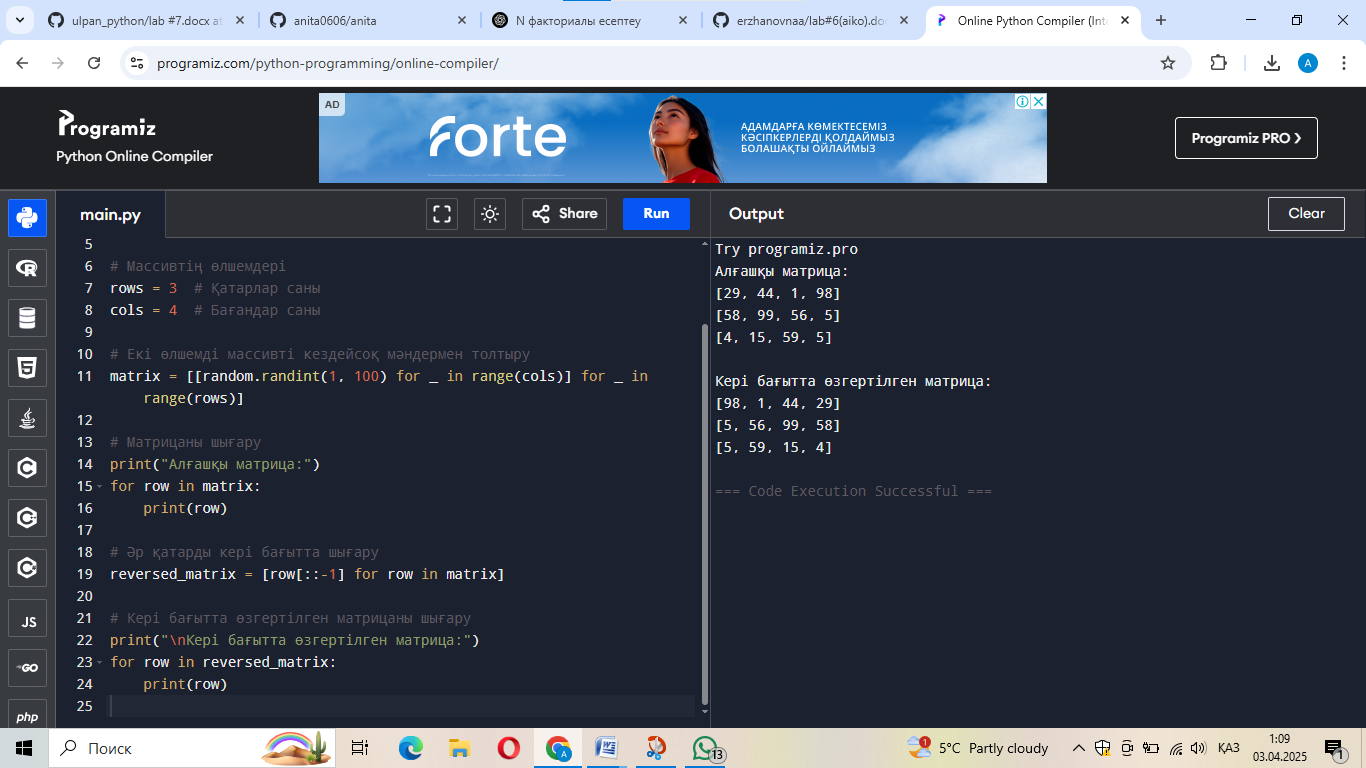 ulpan_python/lab #7.docx at
anita0606/anita
N факториалы есептеу
erzhanovnaa/lab#6(aiko).do
Online Python Compiler (Inte
programiz.com/python-programming/online-compiler/
A
Programiz
Python Online Compiler
AD
forte
АДАМДАРҒА КӨМЕКТЕСЕМІЗ
КӘСІПКЕРЛЕРДІ ҚОЛДАЙМЫЗ
БОЛАШАҚТЫ ОЙЛАЙМЫЗ
Programiz PRO
main.py
Share
Run
Output
Clear
5
6 # Массивтің өлшемдері
7 rows = 3  # Қатарлар саны
8 cols = 4  # Бағандар саны
9
10 # Екі өлшемді массивті кездейсоқ мәндермен толтыру
11 matrix = [[random.randint(1, 100) for _ in range(cols)] for _ in
range(rows)]
12
13 # Матрицаны шығару
14 print("Алғашқы матрица:")
15 for row in matrix:
16     print(row)
17
18 # Әр қатарды кері бағытта шығару
19 reversed_matrix = [row[::-1] for row in matrix]
20
21 # Кері бағытта өзгертілген матрицаны шығару
22 print("\nКері бағытта өзгертілген матрица:")
23 for row in reversed_matrix:
24     print(row)
25
Try programiz.pro
Алғашқы матрица:
[29, 44, 1, 98]
[58, 99, 56, 5]
[4, 15, 59, 5]
Кері бағытта өзгертілген матрица:
[98, 1, 44, 29]
[5, 56, 99, 58]
[5, 59, 15, 4]
=== Code Execution Successful ===
JS
GO
php
Поиск
A
13
1
5°C Partly cloudy
ҚАЗ
1:09
03.04.2025
1